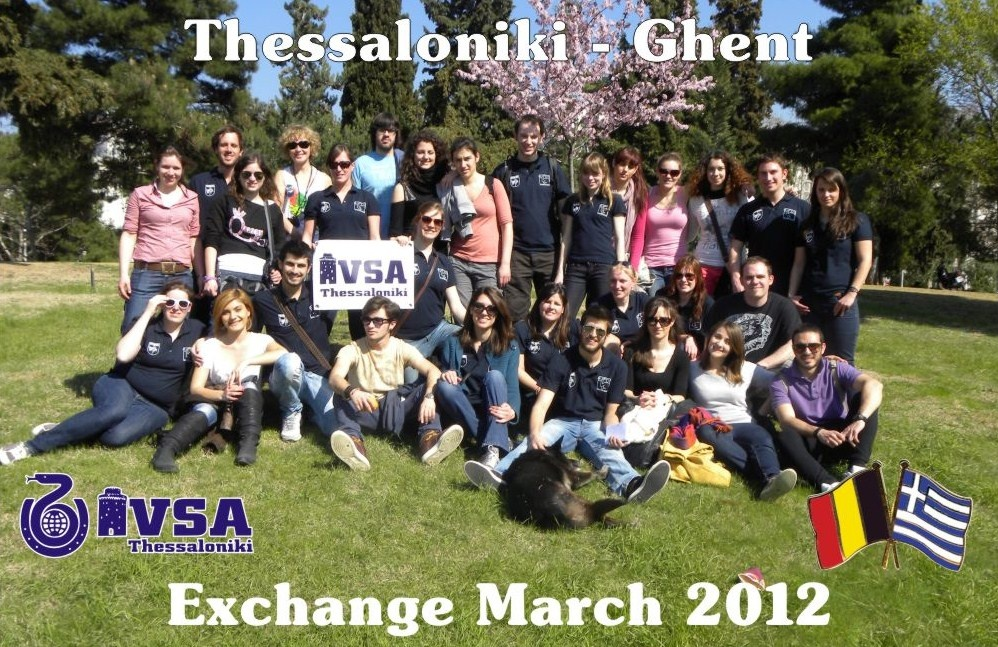 Thessaloniki - Ghent
IVSA
Thessaloniki
IVSA
Thessaloniki
Exchange March 2012